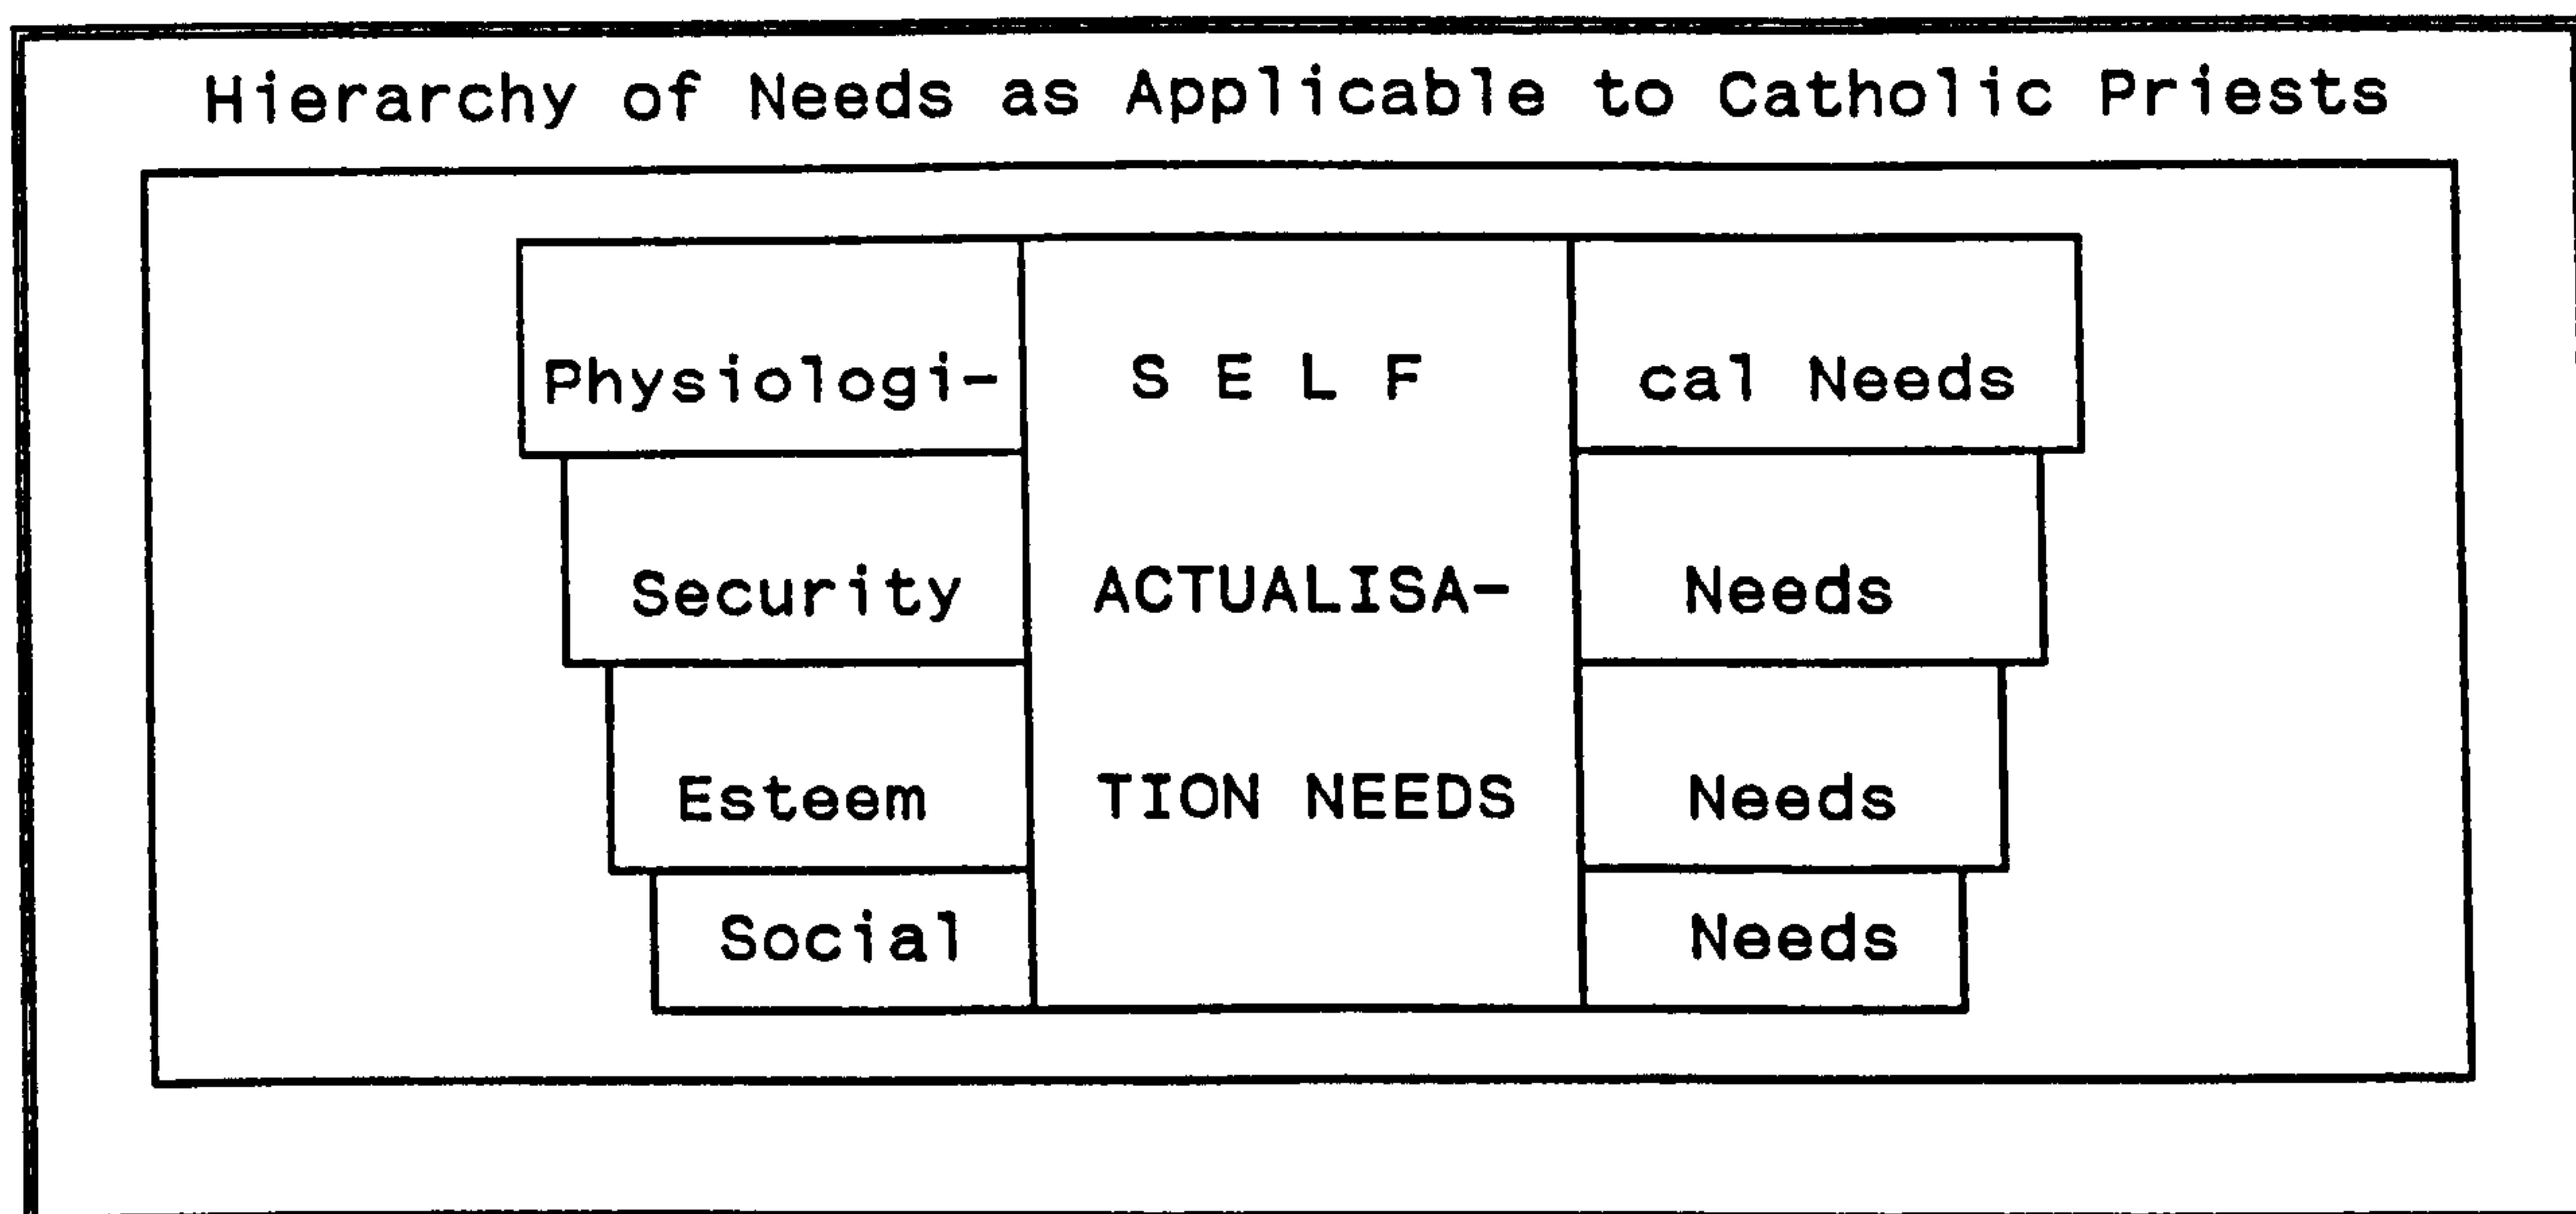 Hierarchy of Needs as Applicable to Catholic Priests
Physiologi- S E L F cal Needs
Security ACTUALISA- Needs
Esteem TION NEEDS Needs
Social Needs